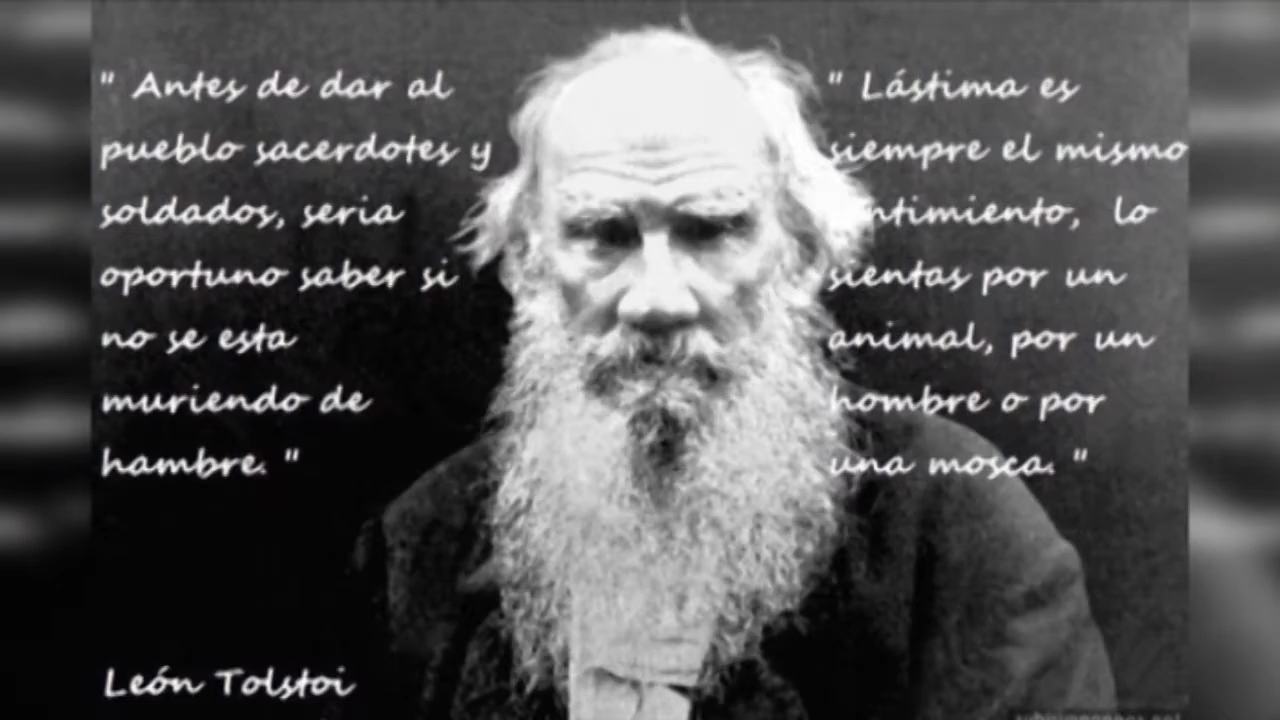 " Antes de dar al
pueblo sacerdotes y
soldados, seria
oportuno saber si
no se esta
muriendo de
hambre. "
" Lástima es
siempre el mismo
ntimiento, lo
sientas por un
animal, por un
hombre o por
una mosca. "
León Tolstoi